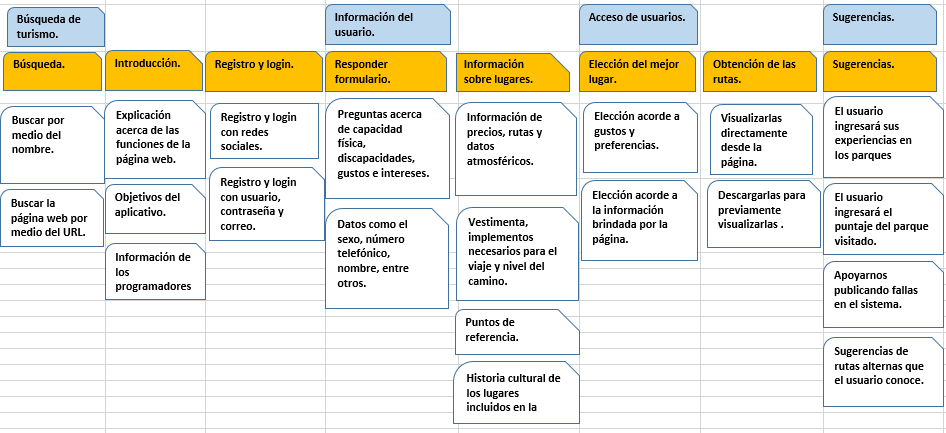 Búsqueda de
turismo.
Información del
usuario.
Acceso de usuarios.
Sugerencias.
Búsqueda.
Introducción.
Registro y login.
Responder
formulario.
Información
sobre lugares.
Elección del mejor
lugar.
Obtención de las
rutas.
Sugerencias.
Buscar por
medio del
nombre.
Buscar la
página web por
medio del URL.
Explicación
acerca de las
funciones de la
página web.
Objetivos del
aplicativo.
Información de
los
programadores
Registro y login
con redes
sociales.
Registro y login
con usuario,
contraseña y
correo.
Preguntas acerca
de capacidad
física,
discapacidades,
gustos e intereses.
Datos como el
sexo, número
telefónico,
nombre, entre
otros.
Información de
precios, rutas y
datos
atmosféricos.
Vestimenta,
implementos
necesarios para el
viaje y nivel del
camino.
Puntos de
referencia.
Historia cultural de
los lugares
incluidos en la
Elección acorde a
gustos y
preferencias.
Elección acorde a
a la información
brindada por la
página.
Visualizarlas
directamente
desde la
página.
Descargarlas para
previamente
visualizarlas .
El usuario
ingresará sus
experiencias en
los parques
El usuario
ingresará el
puntaje del parque
visitado.
Apoyarnos
publicando fallas
en el sistema.
Sugerencias de
rutas alternas que
el usuario conoce.